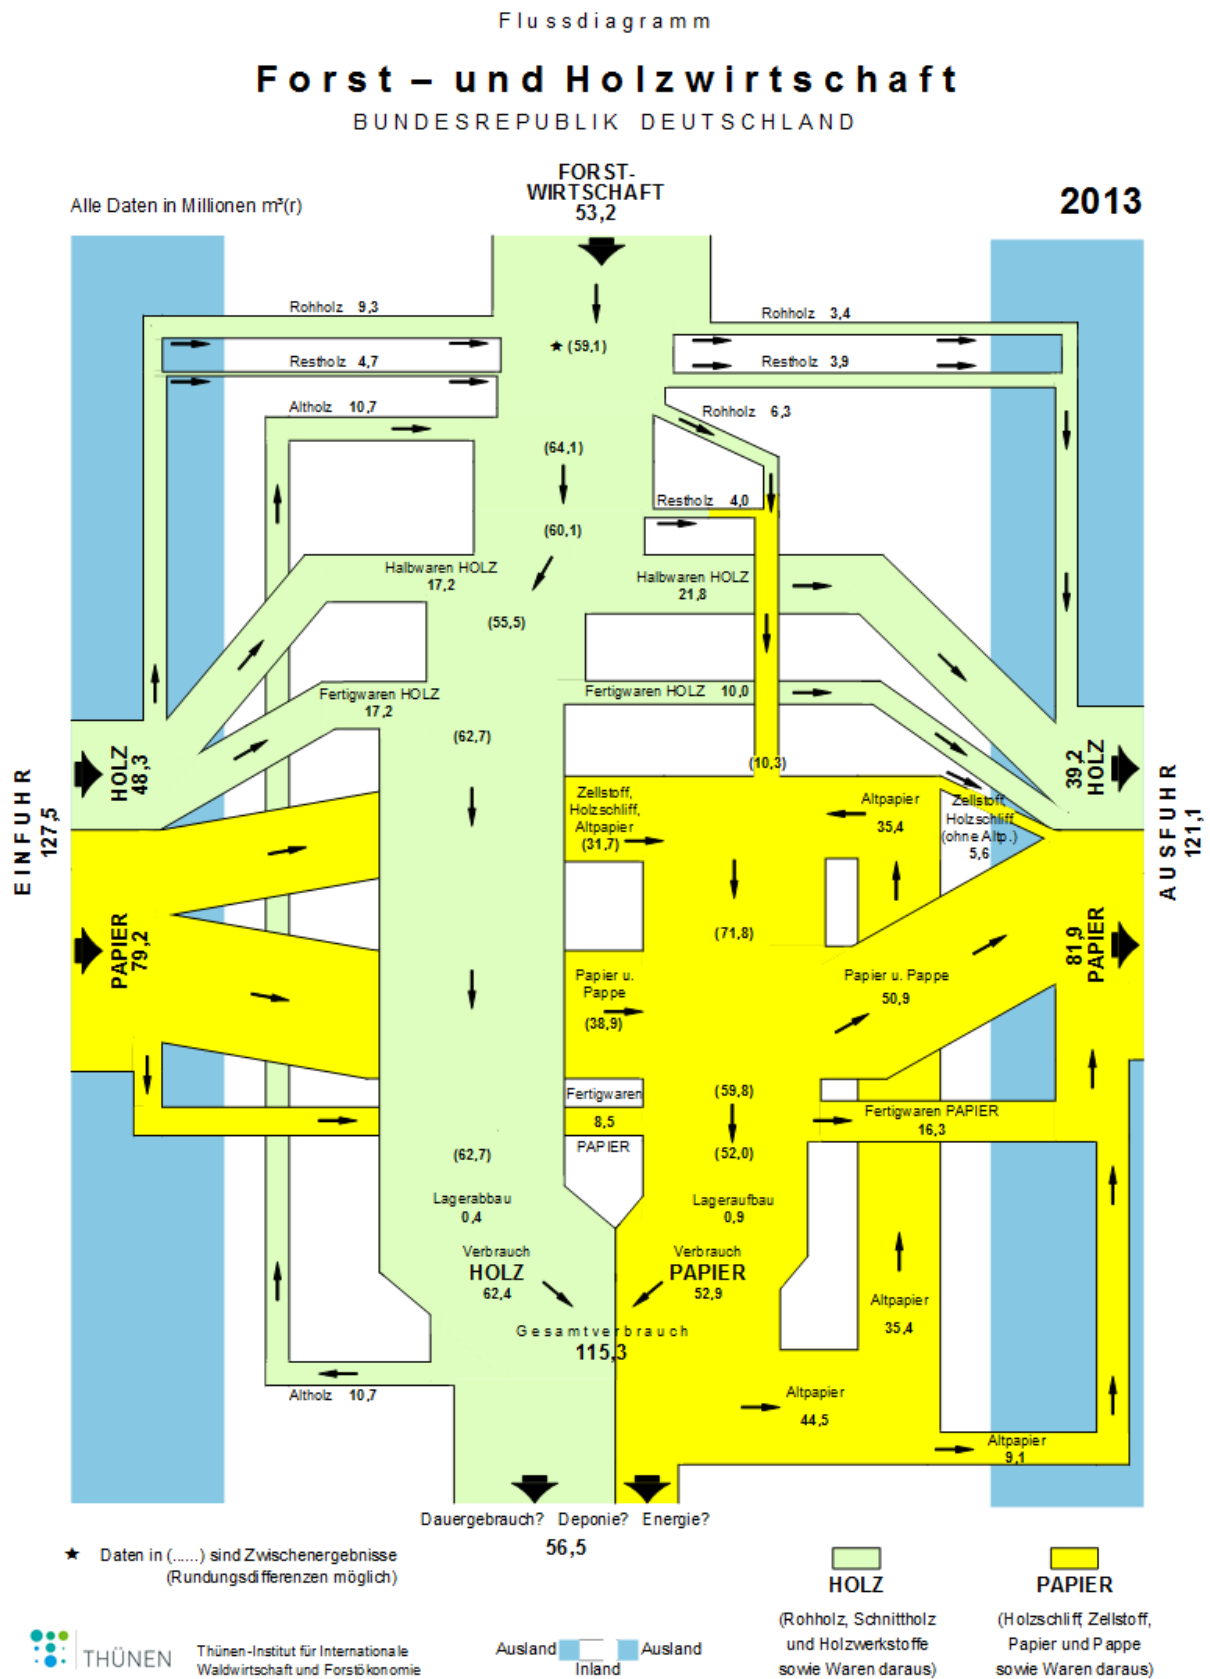 Flussdiagramm
Forst – und Holzwirtschaft
BUNDESREPUBLIK DEUTSCHLAND
FORST-
WIRTSCHAFT
53,2
Alle Daten in Millionen m³(r)
2013
Rohholz 9,3
Rohholz 3,4
★ (59,1)
Restholz 4,7
Restholz 3,9
Altholz 10,7
Rohholz 6,3
(64,1)
Restholz 4,0
(60,1)
Halbwaren HOLZ
17,2
Halbwaren HOLZ
21,8
(55,5)
Fertigwaren HOLZ
17,2
Fertigwaren HOLZ 10,0
(62,7)
(10,3)
EINFUHR
127,5
HOLZ
48,3
39,2
HOLZ
AUSFUHR
121,1
Zellstoff,
Holzschliff,
Altpapier
(31,7)
Altpapier
35,4
Zellstoff,
Holzschliff
(ohne Altp.)
5,6
PAPIER
79,2
(71,8)
81,9
PAPIER
Papier u.
Pappe
(38,9)
Papier u. Pappe
50,9
Fertigwaren
8,5
PAPIER
(59,8)
Fertigwaren PAPIER
16,3
(62,7)
(52,0)
Lagerabbau
0,4
Lageraufbau
0,9
Verbrauch
HOLZ
62,4
Verbrauch
PAPIER
52,9
Altpapier
35,4
Gesamtverbrauch
115,3
Altholz 10,7
Altpapier
44,5
Altpapier
9,1
Dauergebrauch? Deponie? Energie?
56,5
★ Daten in (......) sind Zwischenergebnisse
(Rundungsdifferenzen möglich)
HOLZ
(Rohholz, Schnittholz
und Holzwerkstoffe
sowie Waren daraus)
PAPIER
(Holzschliff, Zellstoff,
Papier und Pappe
sowie Waren daraus)
THÜNEN
Thünen-Institut für Internationale
Waldwirtschaft und Forstökonomie
Ausland
Inland
Ausland